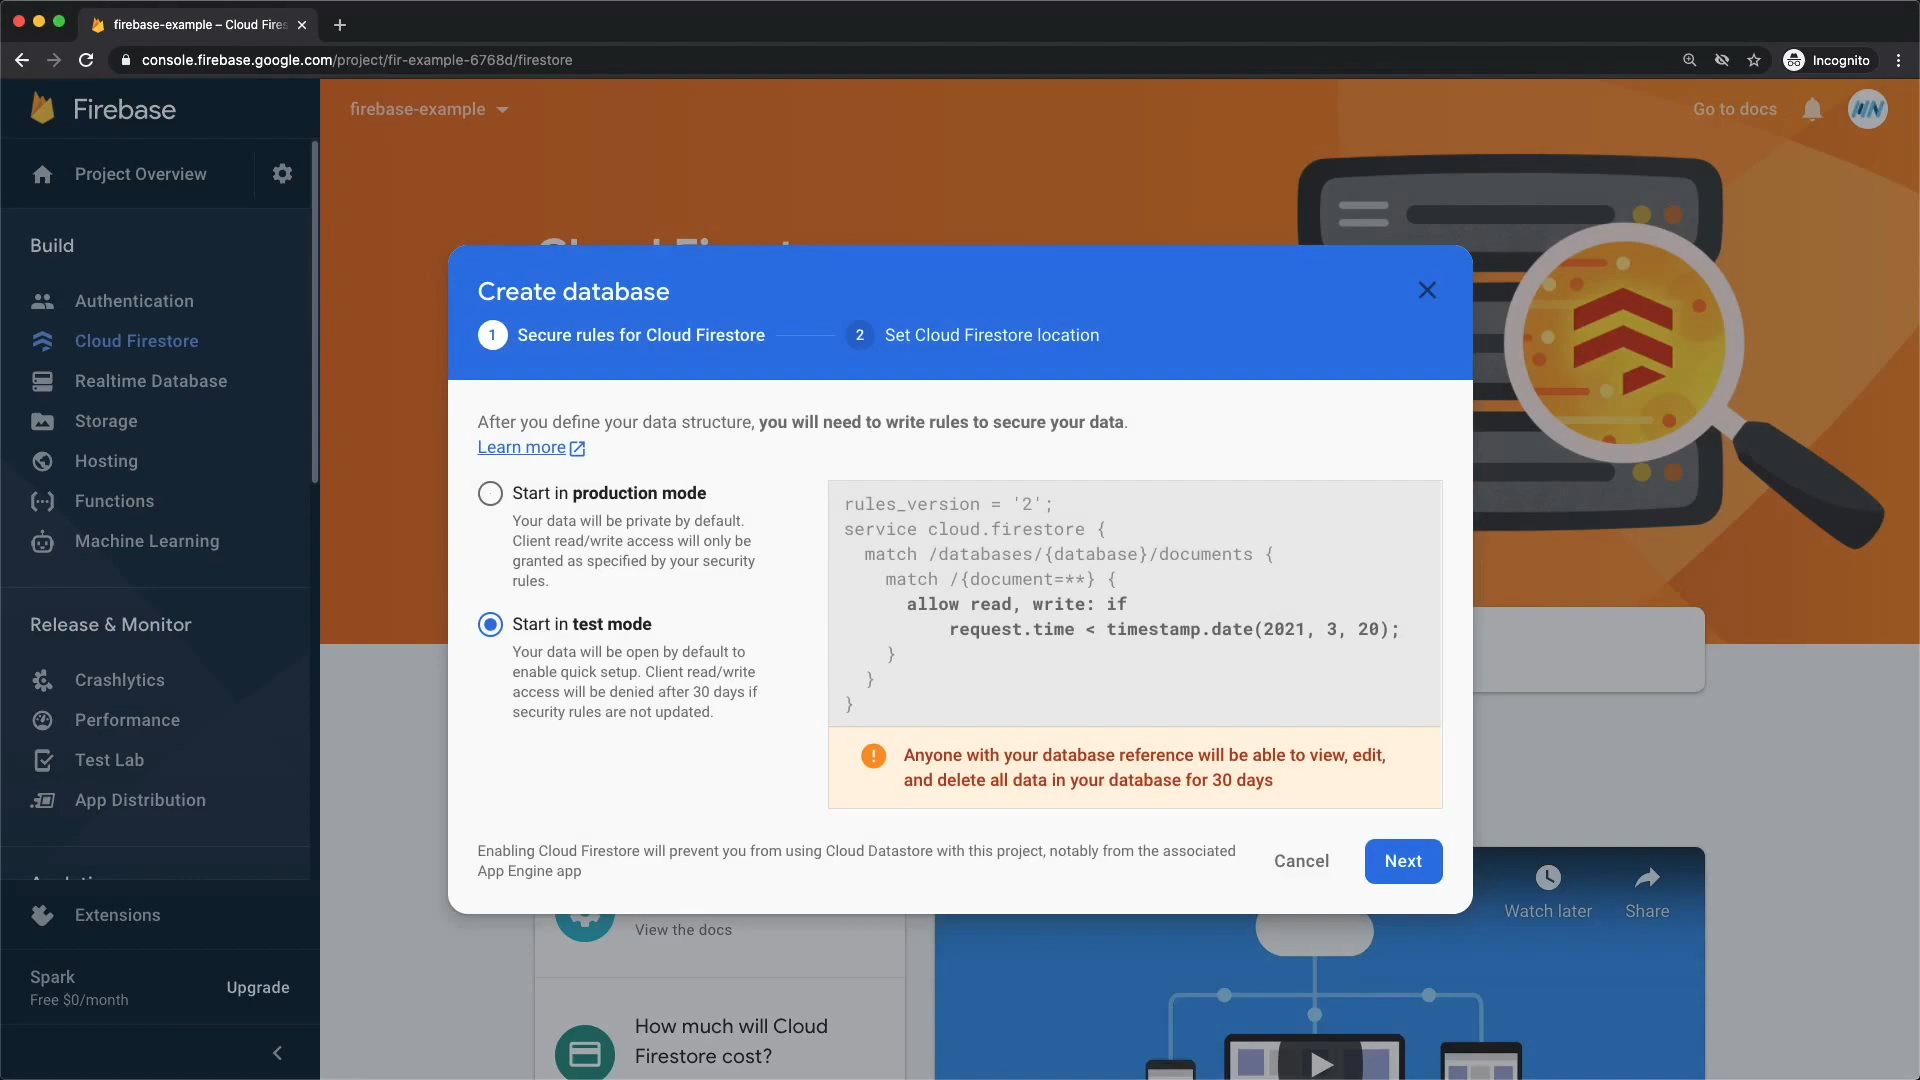 firebase-example – Cloud Fires
console.firebase.google.com/project/fir-example-6768d/firestore
Incognito
Firebase
firebase-example
Go to docs
Project Overview
Build
Authentication
Cloud Firestore
Realtime Database
Storage
Hosting
Functions
Machine Learning
Release & Monitor
Crashlytics
Performance
Test Lab
App Distribution
Extensions
Spark
Free $0/month
Upgrade
Create database
1 Secure rules for Cloud Firestore
2 Set Cloud Firestore location
After you define your data structure, you will need to write rules to secure your data.
Learn more
Start in production mode
Your data will be private by default.
Client read/write access will only be
granted as specified by your security
rules.
Start in test mode
Your data will be open by default to
enable quick setup. Client read/write
access will be denied after 30 days if
security rules are not updated.
rules_version = '2';
service cloud.firestore {
match /databases/{database}/documents {
match /{document=**} {
allow read, write: if
request.time < timestamp.date(2021, 3, 20);
}
}
}
Anyone with your database reference will be able to view, edit,
and delete all data in your database for 30 days
Enabling Cloud Firestore will prevent you from using Cloud Datastore with this project, notably from the associated
App Engine app
Cancel
Next
View the docs
How much will Cloud
Firestore cost?
Watch later
Share